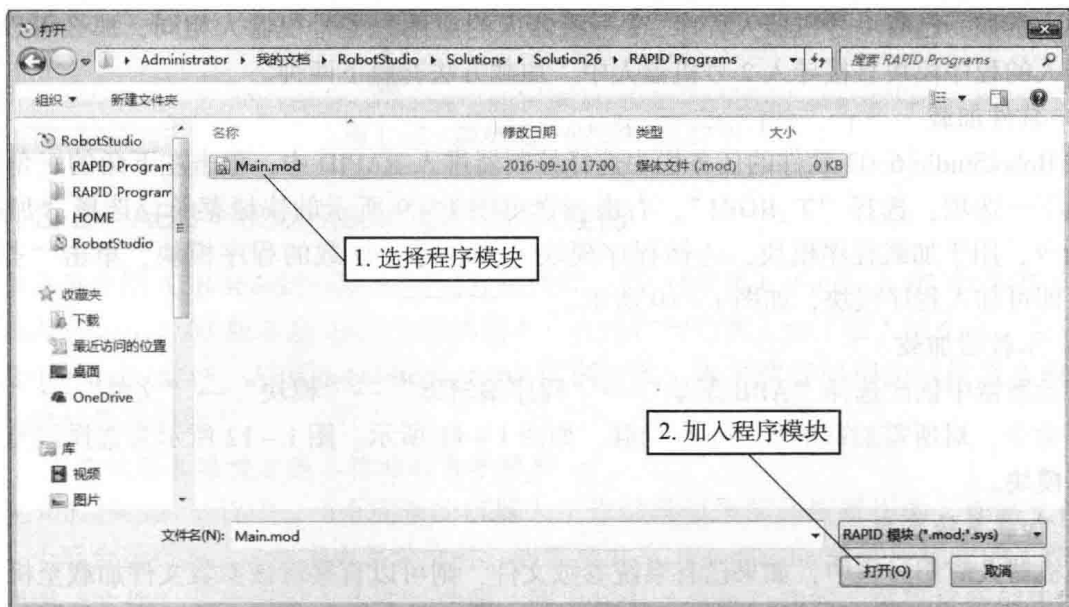 打开
Administrator 我的文档 RobotStudio Solutions Solution26 RAPID Programs 搜索 RAPID Programs
组织 新建文件夹
RobotStudio
RAPID Program
RAPID Program
HOME
RobotStudio
收藏夹
下载
最近访问的位置
桌面
OneDrive
库
视频
图片
名称 修改日期 类型 大小
Main.mod 2016-09-10 17:00 媒体文件 (.mod) 0 KB
1. 选择程序模块
2. 加入程序模块
文件名(N): Main.mod RAPID 模块 (*.mod;*.sys)
打开(O) 取消